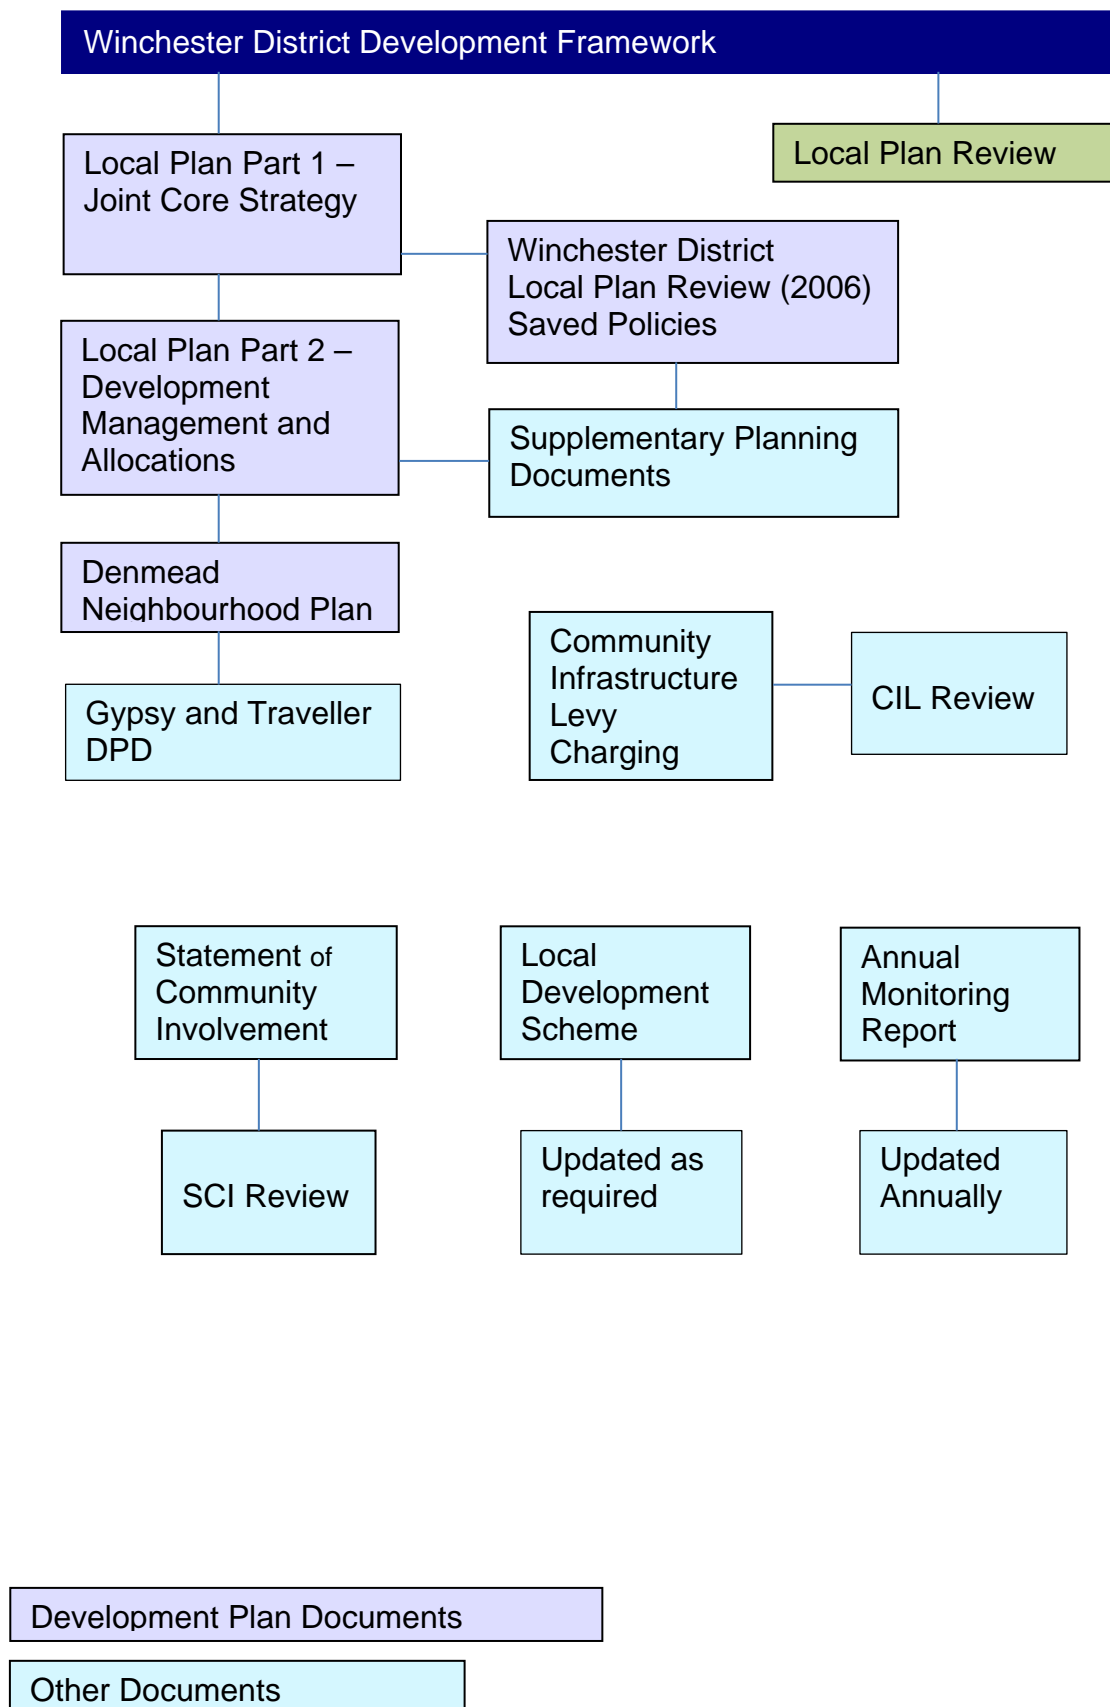 Winchester District Development Framework
Local Plan Part 1 –
Joint Core Strategy
Local Plan Review
Winchester District
Local Plan Review (2006)
Saved Policies
Local Plan Part 2 –
Development
Management and
Allocations
Supplementary Planning
Documents
Denmead
Neighbourhood Plan
Gypsy and Traveller
DPD
Community
Infrastructure
Levy
Charging
CIL Review
Statement of
Community
Involvement
Local
Development
Scheme
Annual
Monitoring
Report
SCI Review
Updated as
required
Updated
Annually
Development Plan Documents
Other Documents